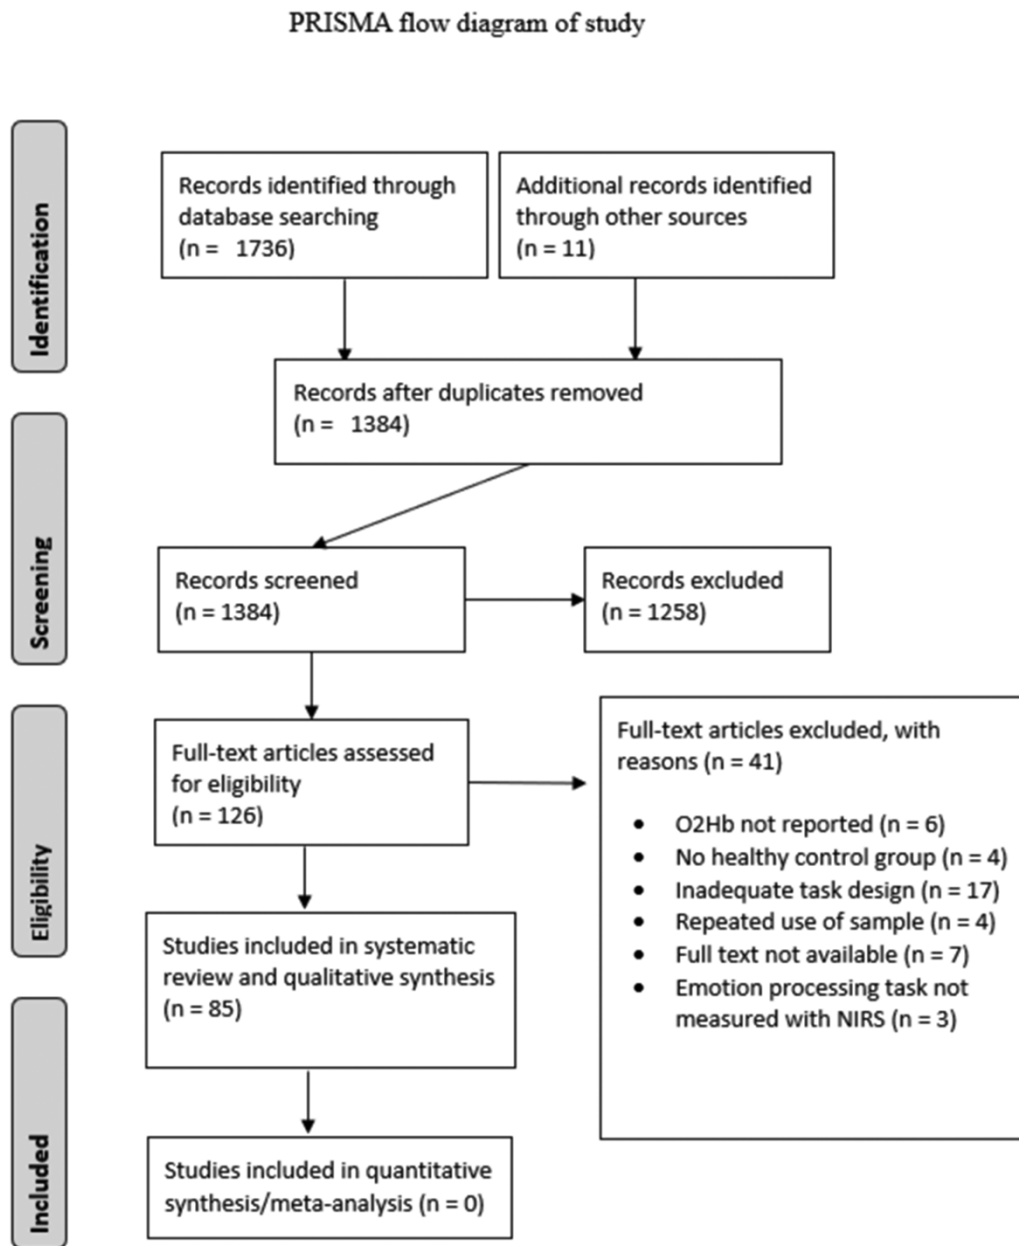 PRISMA flow diagram of study
Identification
Records identified through
database searching
(n =   1736)
Additional records identified
through other sources
(n = 11)
Records after duplicates removed
(n =   1384)
Screening
Records screened
(n = 1384)
Records excluded
(n = 1258)
Eligibility
Full-text articles assessed
for eligibility
(n = 126)
Full-text articles excluded, with
reasons (n = 41)
• O2Hb not reported (n = 6)
• No healthy control group (n = 4)
• Inadequate task design (n = 17)
• Repeated use of sample (n = 4)
• Full text not available (n = 7)
• Emotion processing task not
measured with NIRS (n = 3)
Studies included in systematic
review and qualitative synthesis
(n = 85)
Included
Studies included in quantitative
synthesis/meta-analysis (n = 0)